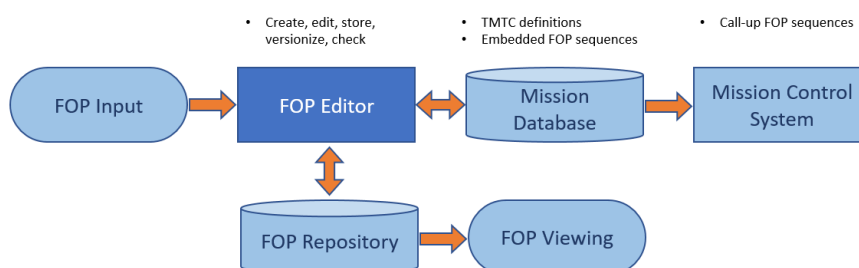 • Create, edit, store,
versionize, check
• TMTC definitions
• Embedded FOP sequences
• Call-up FOP sequences
FOP Input
FOP Editor
Mission
Database
Mission Control
System
FOP Repository
FOP Viewing